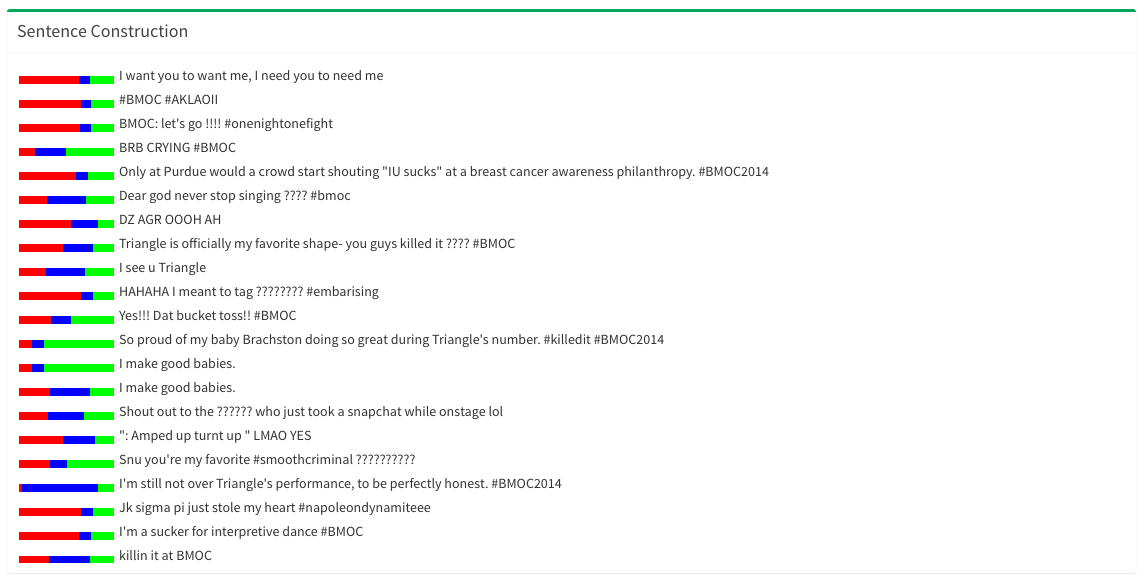 Sentence Construction
I want you to want me, I need you to need me
#BMOC #AKLAOII
BMOC: let's go !!!! #onenightonefight
BRB CRYING #BMOC
Only at Purdue would a crowd start shouting "IU sucks" at a breast cancer awareness philanthropy. #BMOC2014
Dear god never stop singing ???? #bmoc
DZ AGR OOOH AH
Triangle is officially my favorite shape- you guys killed it ???? #BMOC
I see u Triangle
HAHAHA I meant to tag ???????? #embarising
Yes!!! Dat bucket toss!! #BMOC
So proud of my baby Brachston doing so great during Triangle's number. #killedit #BMOC2014
I make good babies.
I make good babies.
Shout out to the ?????? who just took a snapchat while onstage lol
": Amped up turnt up " LMAO YES
Snu you're my favorite #smoothcriminal ??????????
I'm still not over Triangle's performance, to be perfectly honest. #BMOC2014
Jk sigma pi just stole my heart #napoleondynamiteee
I'm a sucker for interpretive dance #BMOC
killin it at BMOC